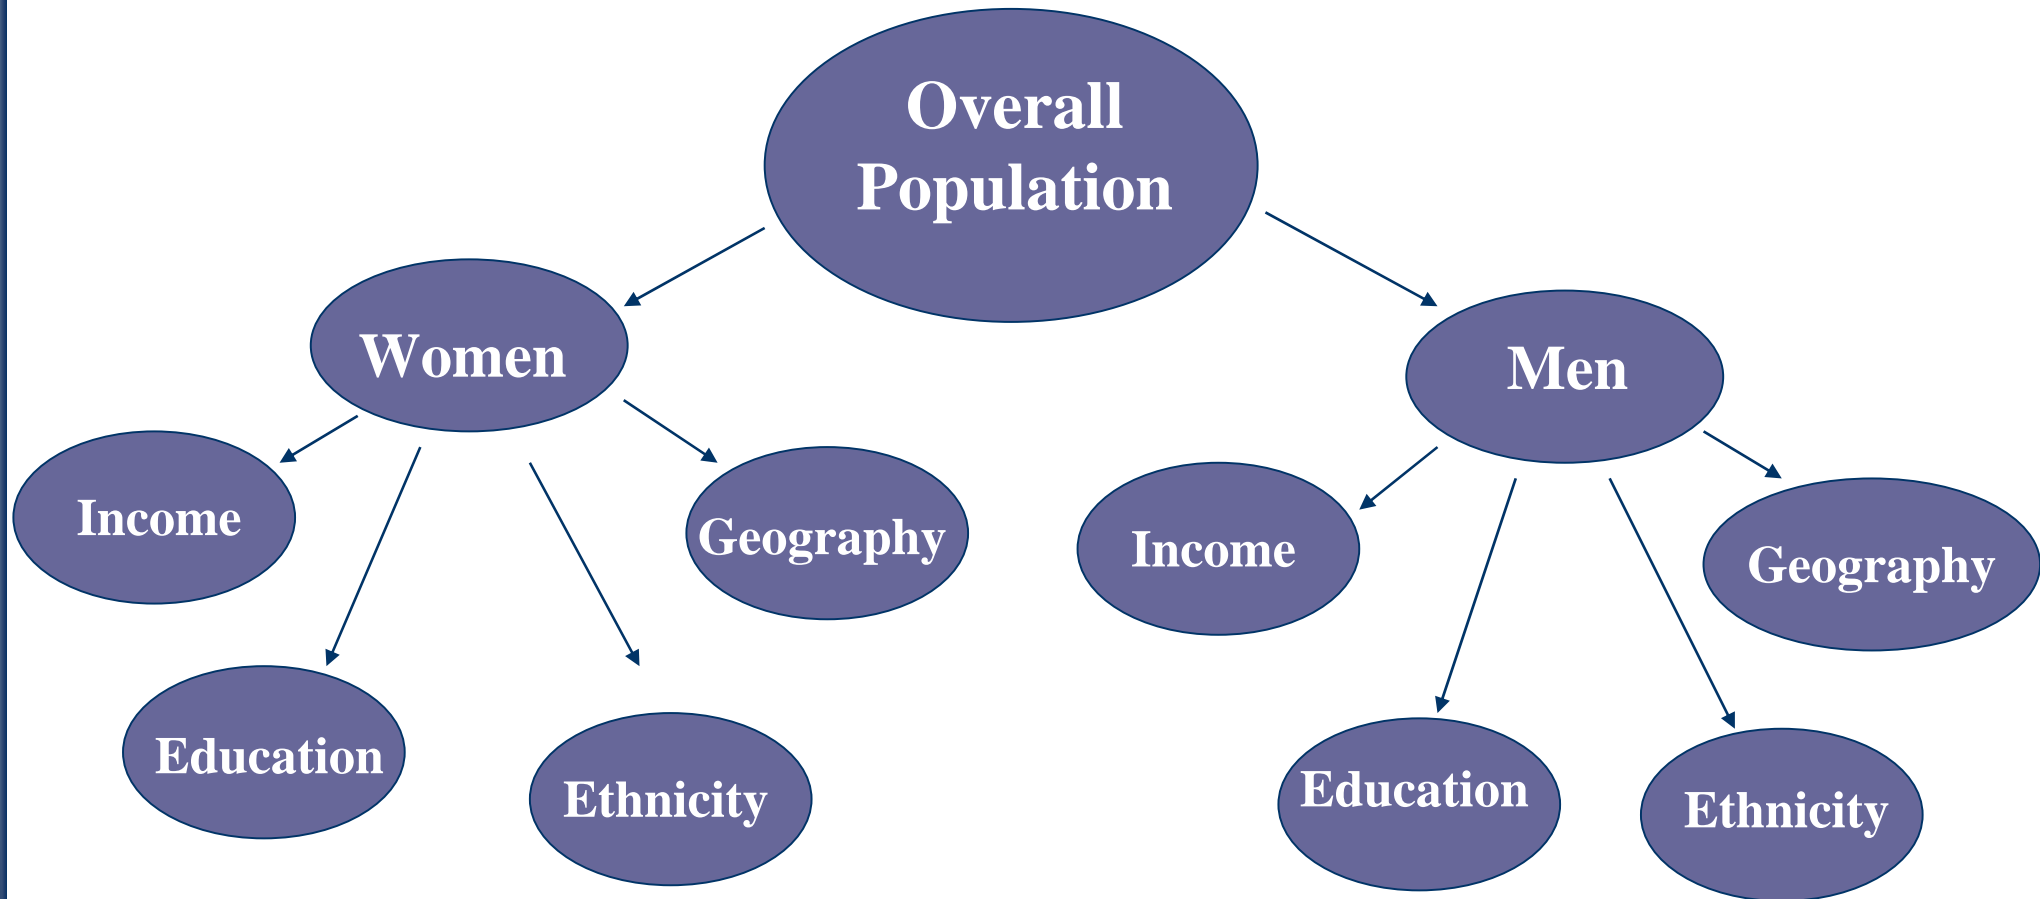 Overall
Population
Women
Men
Income
Geography
Income
Geography
Education
Ethnicity
Education
Ethnicity